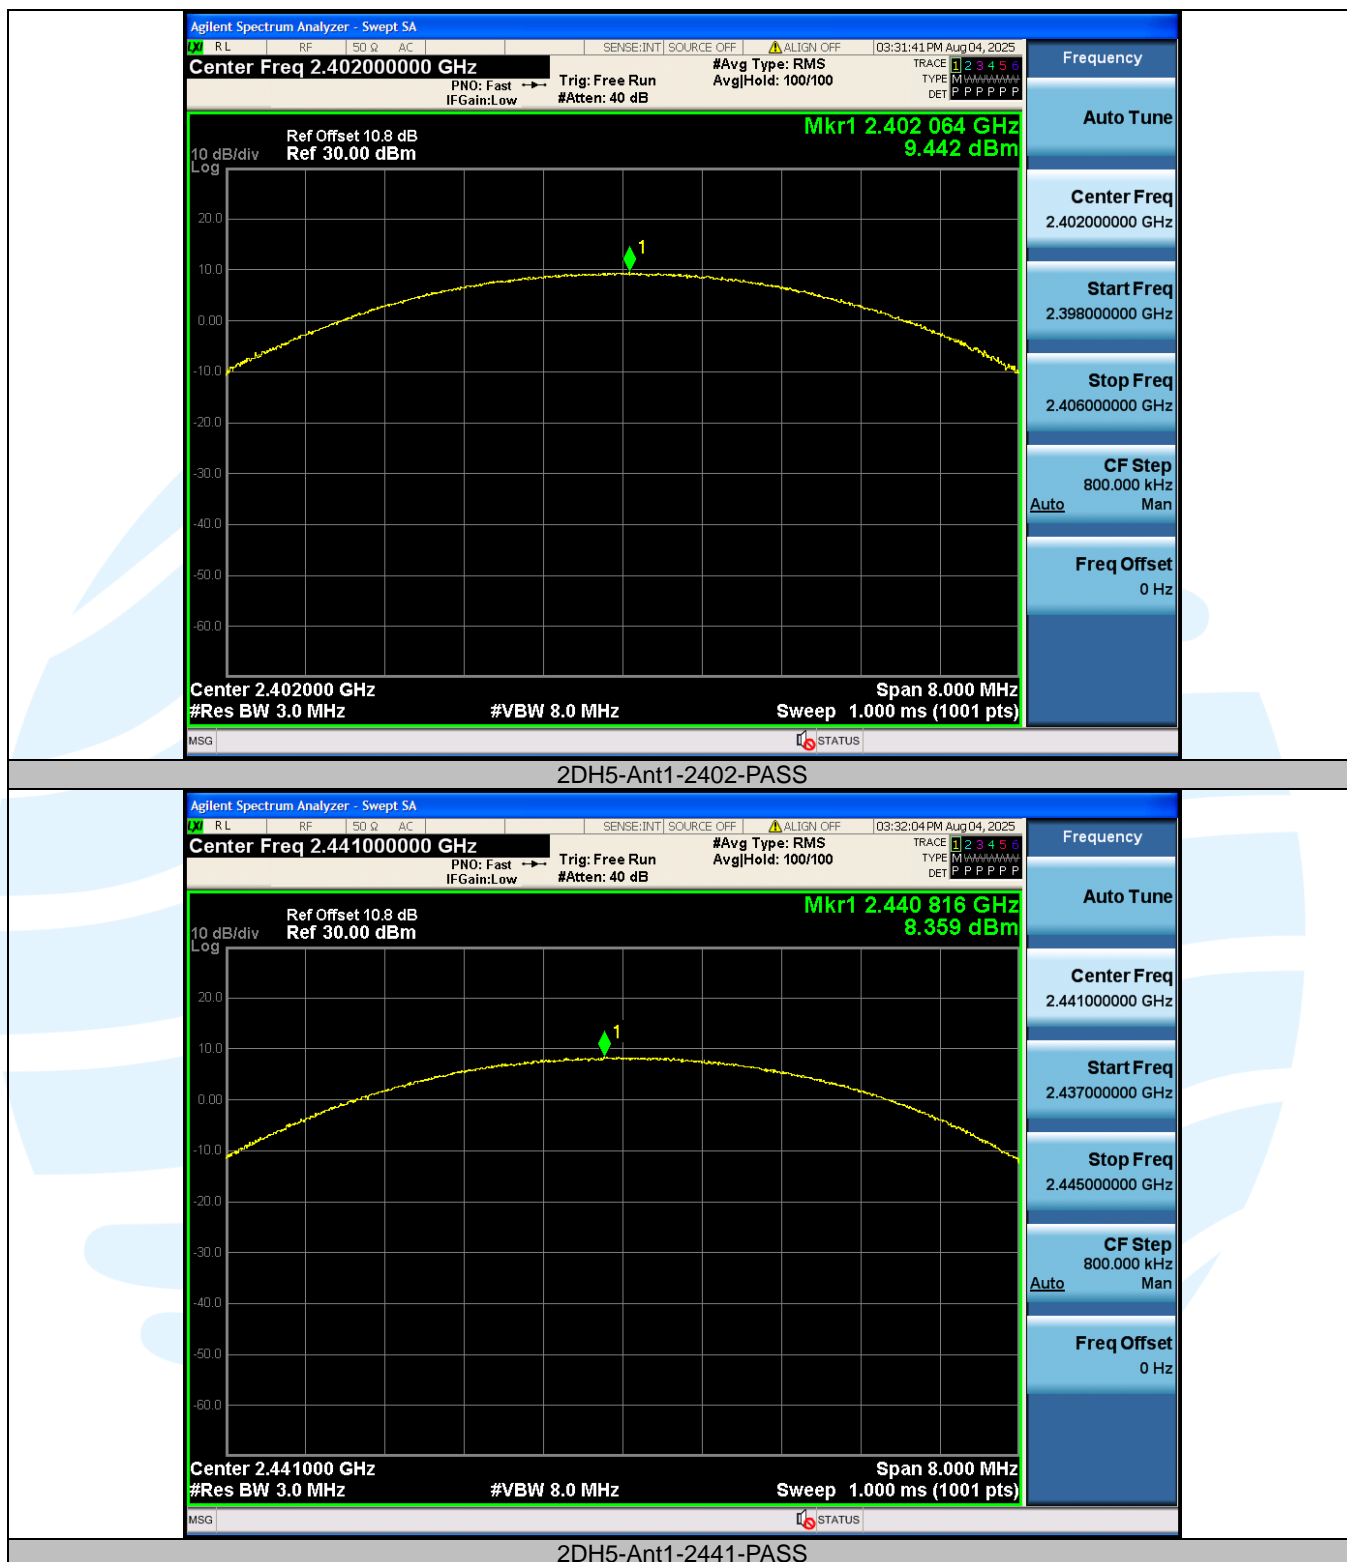 Agilent Spectrum Analyzer - Swept SA
LXI RL RF 50 Ω AC SENSE:INT SOURCE OFF ⚠ALIGN OFF 03:31:41 PM Aug 04, 2025
Center Freq 2.402000000 GHz
PNO: Fast
IFGain:Low
Trig: Free Run
#Atten: 40 dB
#Avg Type: RMS
Avg|Hold: 100/100
TRACE 1 2 3 4 5 6
TYPE M WWWWW
DET P P P P P P
Mkr1 2.402 064 GHz
9.442 dBm
Ref Offset 10.8 dB
10 dB/div Ref 30.00 dBm
Log
20.0
1
10.0
0.00
-10.0
-20.0
-30.0
-40.0
-50.0
-60.0
Center 2.402000 GHz Span 8.000 MHz
#Res BW 3.0 MHz #VBW 8.0 MHz Sweep 1.000 ms (1001 pts)
MSG STATUS
Frequency
Auto Tune
Center Freq
2.402000000 GHz
Start Freq
2.398000000 GHz
Stop Freq
2.406000000 GHz
CF Step
800.000 kHz
Auto Man
Freq Offset
0 Hz
2DH5-Ant1-2402-PASS
Agilent Spectrum Analyzer - Swept SA
LXI RL RF 50 Ω AC SENSE:INT SOURCE OFF ⚠ALIGN OFF 03:32:04 PM Aug 04, 2025
Center Freq 2.441000000 GHz
PNO: Fast
IFGain:Low
Trig: Free Run
#Atten: 40 dB
#Avg Type: RMS
Avg|Hold: 100/100
TRACE 1 2 3 4 5 6
TYPE M WWWWW
DET P P P P P P
Mkr1 2.440 816 GHz
8.359 dBm
Ref Offset 10.8 dB
10 dB/div Ref 30.00 dBm
Log
20.0
1
10.0
0.00
-10.0
-20.0
-30.0
-40.0
-50.0
-60.0
Center 2.441000 GHz Span 8.000 MHz
#Res BW 3.0 MHz #VBW 8.0 MHz Sweep 1.000 ms (1001 pts)
MSG STATUS
Frequency
Auto Tune
Center Freq
2.441000000 GHz
Start Freq
2.437000000 GHz
Stop Freq
2.445000000 GHz
CF Step
800.000 kHz
Auto Man
Freq Offset
0 Hz
2DH5-Ant1-2441-PASS